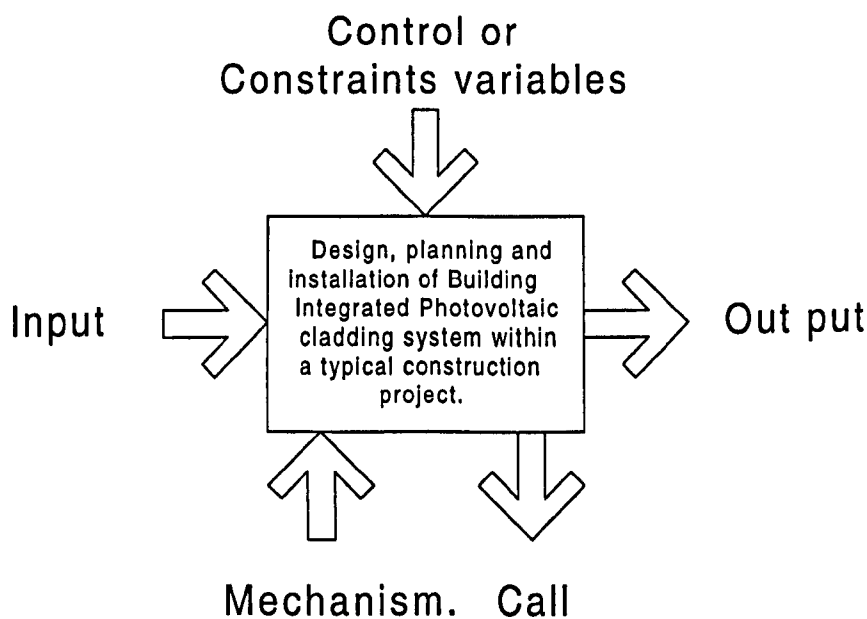 Control or
Constraints variables
Design, planning and
installation of Building
Integrated Photovoltaic
cladding system within
a typical construction
project.
Input
Out put
Mechanism.
Call